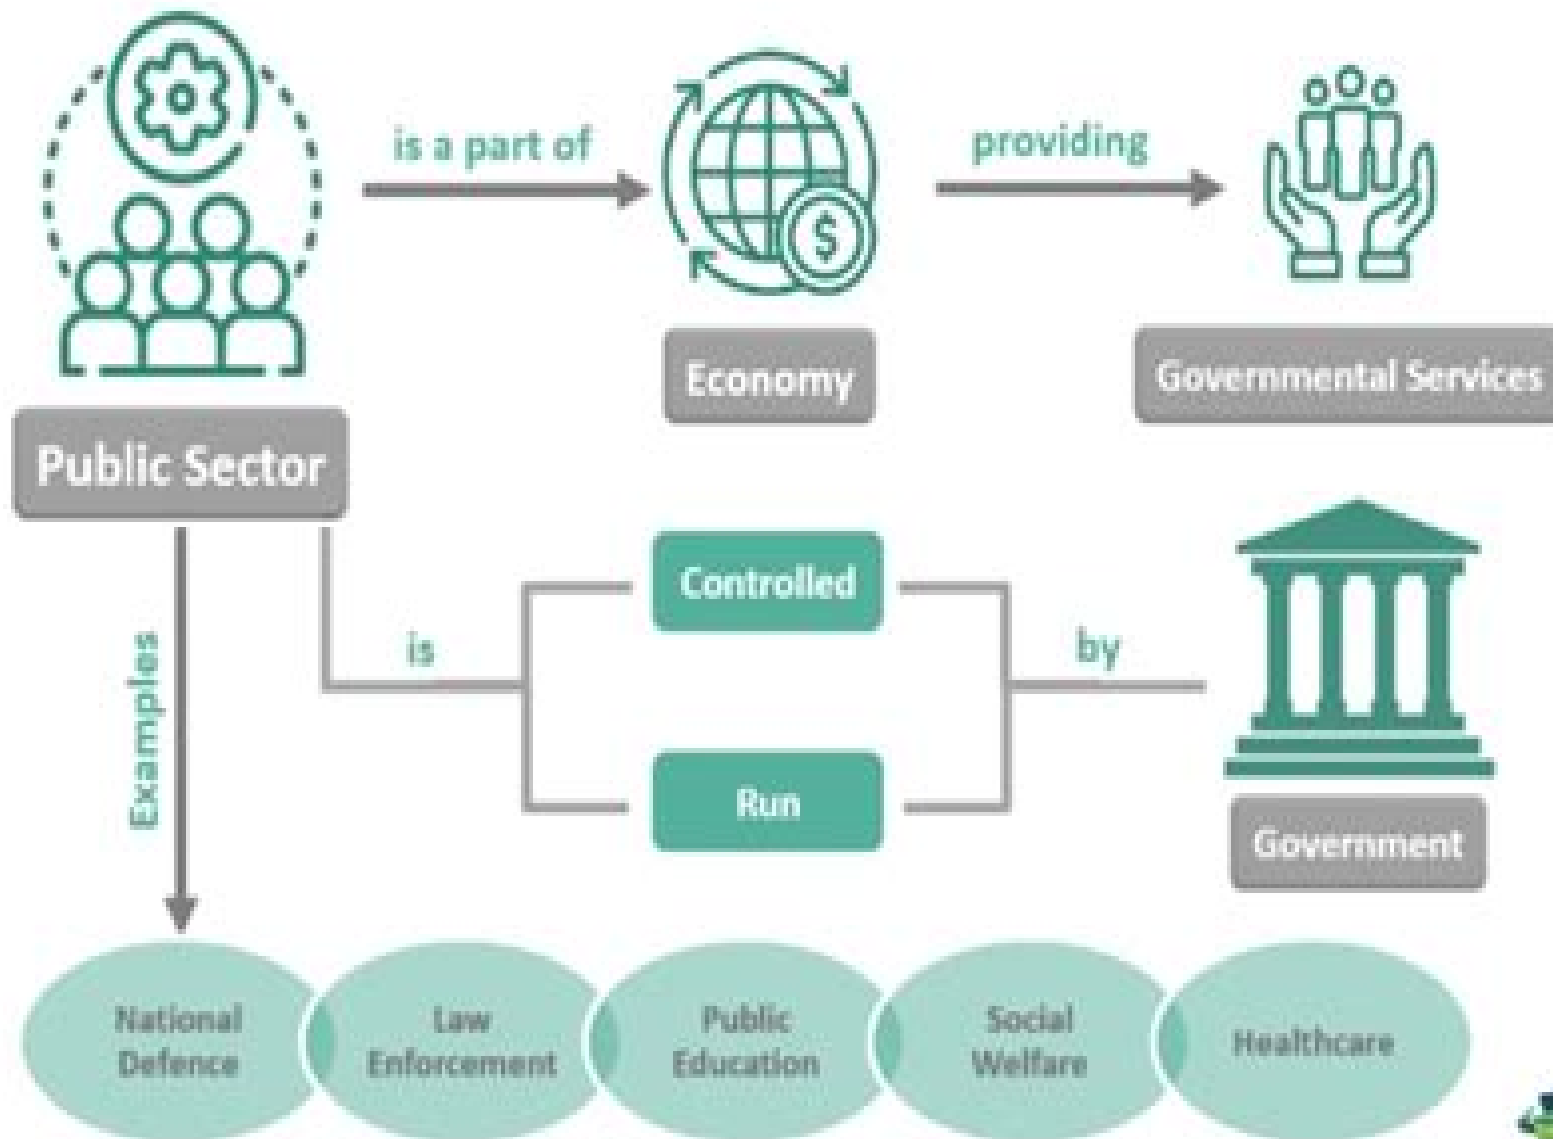 is a part of
providing
$
Economy
Governmental Services
Public Sector
Controlled
is
by
Examples
Run
Government
National
Defence
Law
Enforcement
Public
Education
Social
Welfare
Healthcare